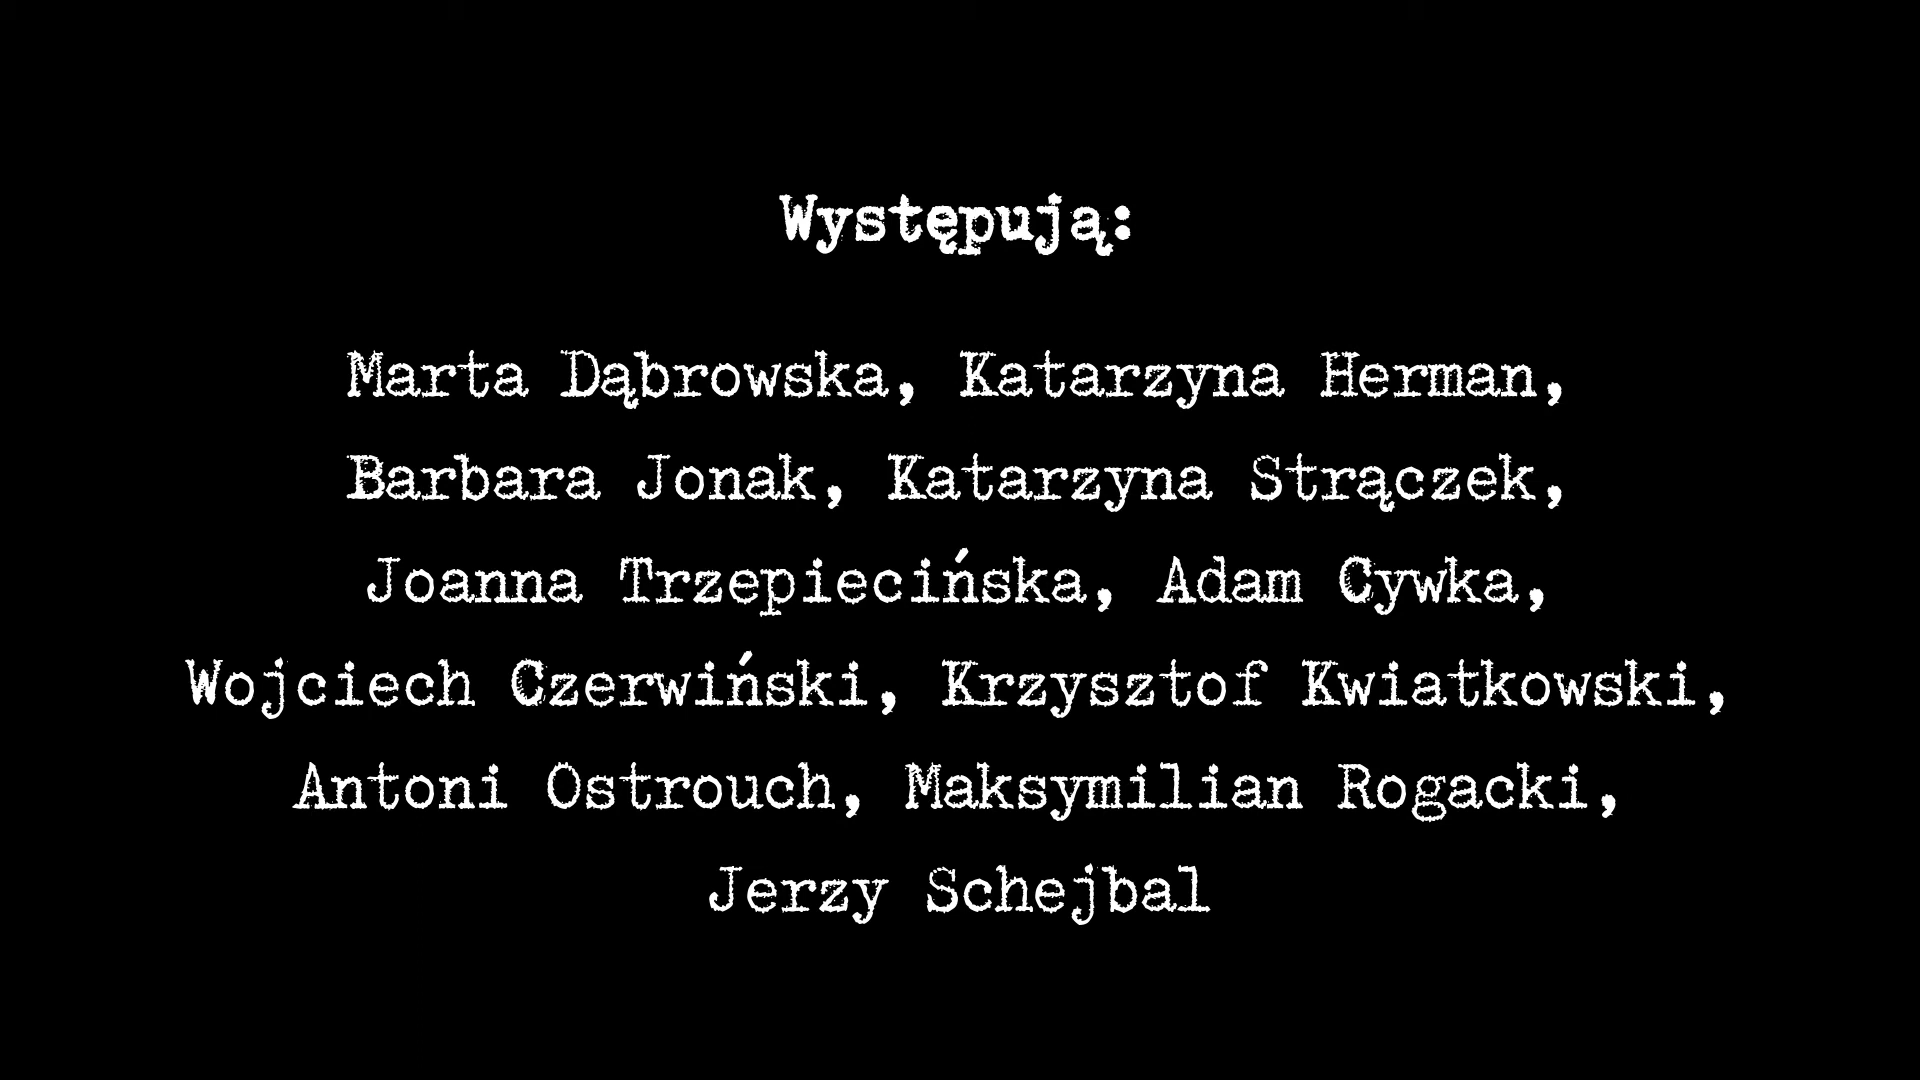 Występują:
Marta Dąbrowska, Katarzyna Herman,
Barbara Jonak, Katarzyna Strączek,
Joanna Trzepiecińska, Adam Cywka,
Wojciech Czerwiński, Krzysztof Kwiatkowski,
Antoni Ostrouch, Maksymilian Rogacki,
Jerzy Schejbal